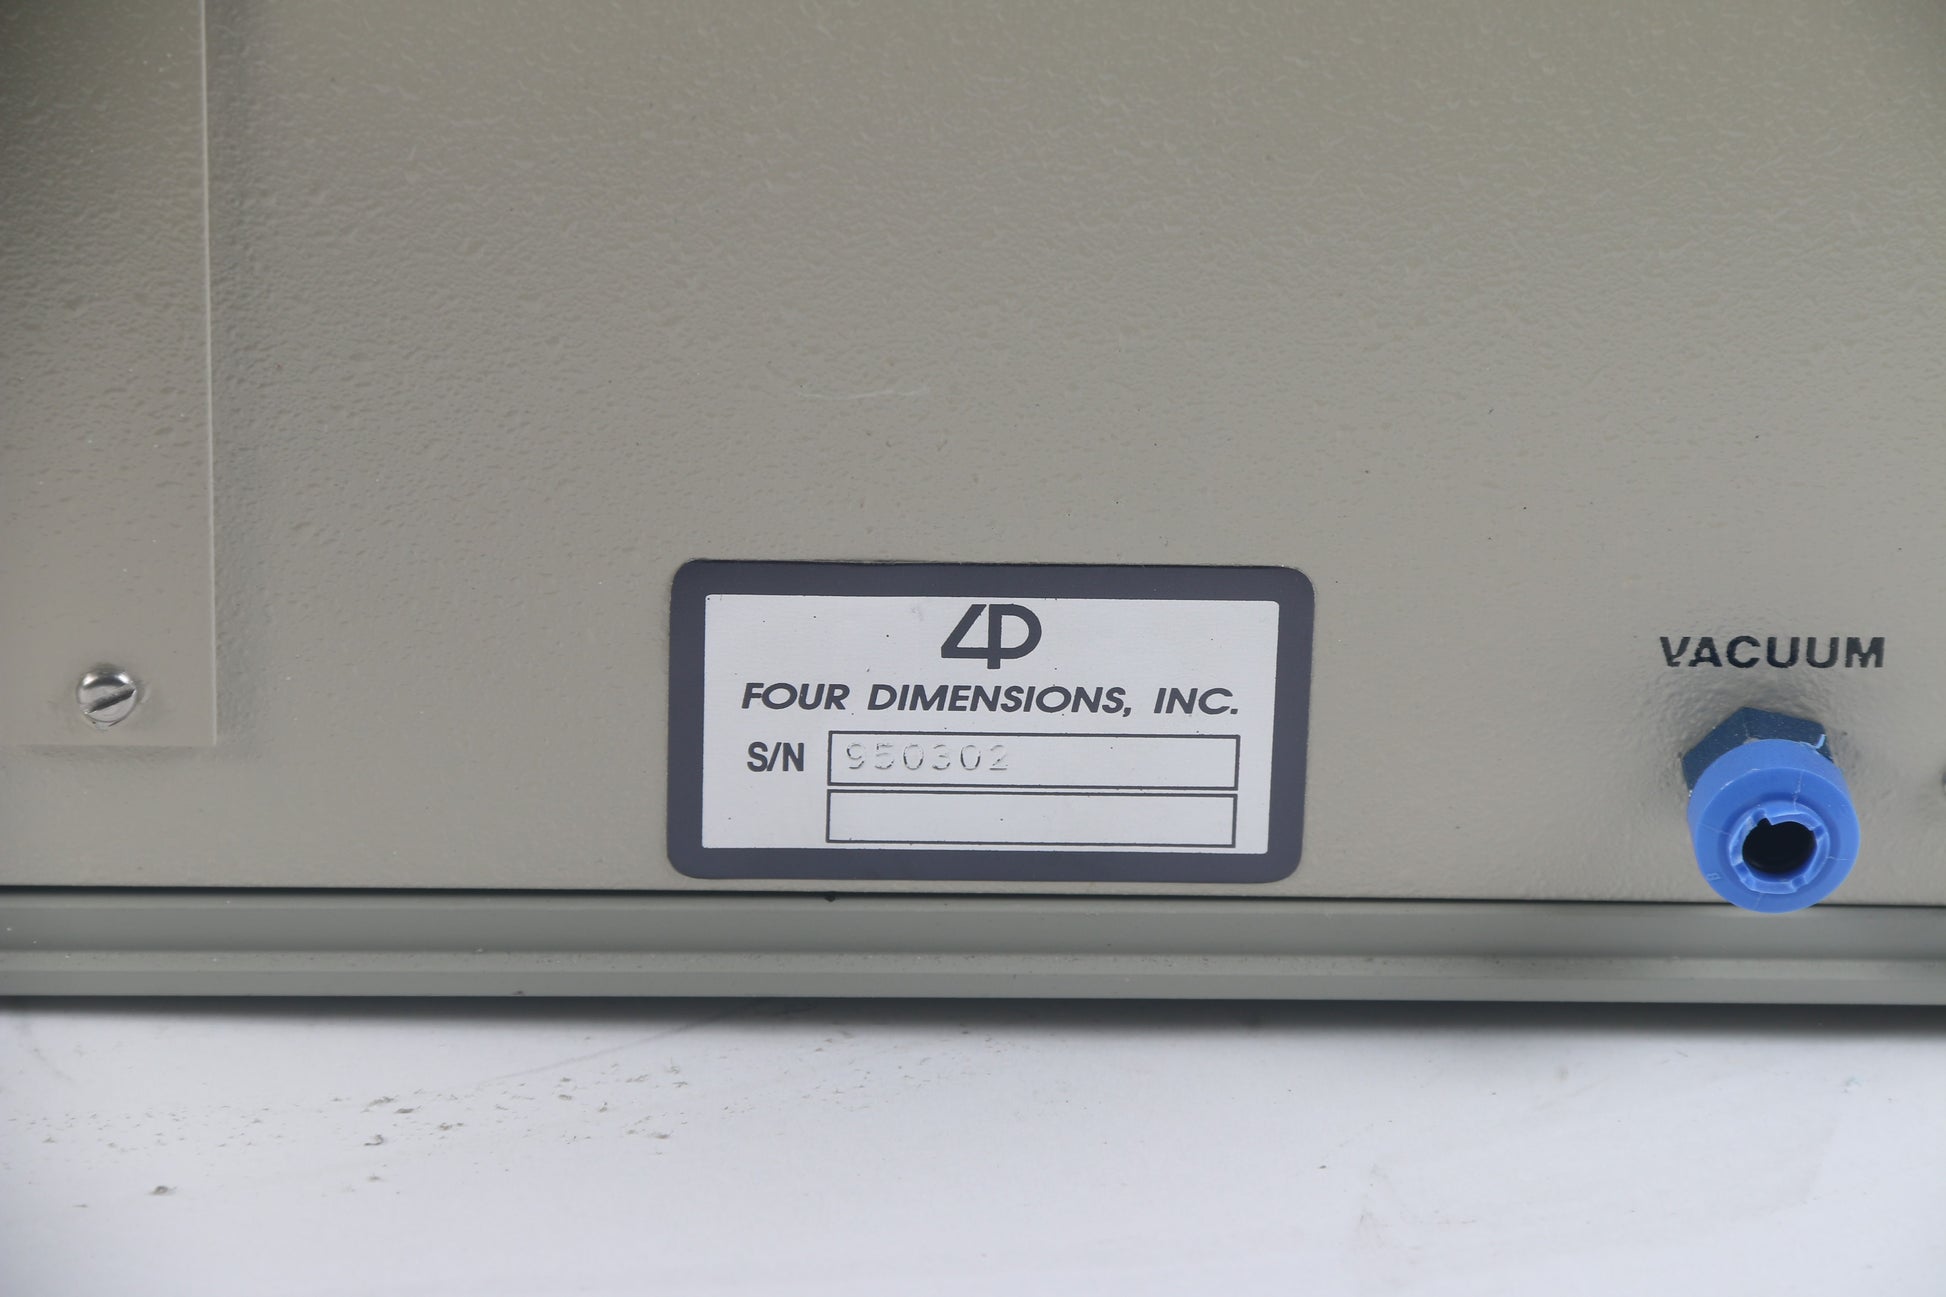 4D
FOUR DIMENSIONS, INC.
S/N 950302
VACUUM